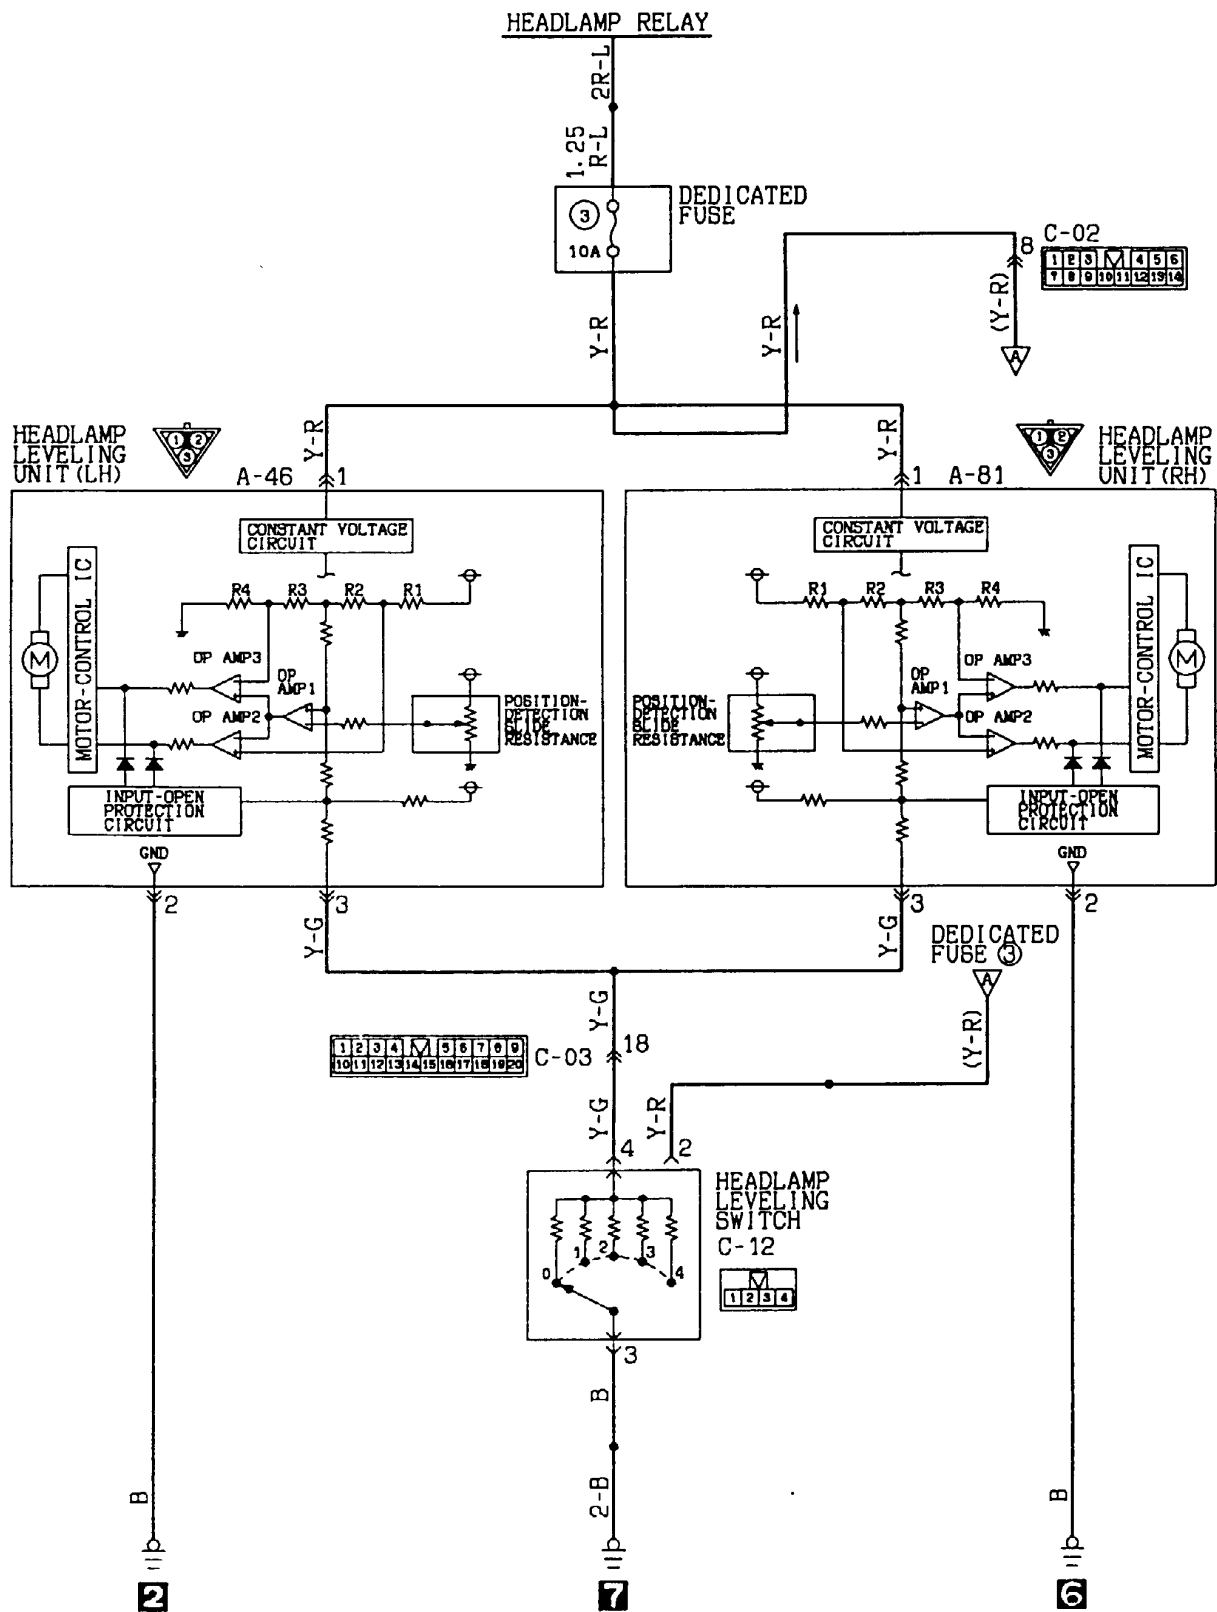 HEADLAMP RELAY
2R-L
1.25
R-L
DEDICATED
FUSE
3
10A
Y-R
Y-R
8
C-02
1 2 3 4 5 6
7 8 9 10 11 12 13 14
(Y-R)
A
HEADLAMP
LEVELING
UNIT(LH)
1 2
3
A-46
Y-R
1
Y-R
1
A-81
1 2
3
HEADLAMP
LEVELING
UNIT(RH)
CONSTANT VOLTAGE
CIRCUIT
MOTOR-CONTROL IC
M
R4 R3 R2 R1
OP AMP3
OP
AMP1
OP AMP2
POSITION-
DETECTION
SLIDE
RESISTANCE
INPUT-OPEN
PROTECTION
CIRCUIT
GND
CONSTANT VOLTAGE
CIRCUIT
R1 R2 R3 R4
MOTOR-CONTROL IC
M
OP AMP3
OP
AMP1
OP AMP2
POSITION-
DETECTION
SLIDE
RESISTANCE
INPUT-OPEN
PROTECTION
CIRCUIT
GND
2
3
3
2
Y-G
Y-G
DEDICATED
FUSE 3
A
(Y-R)
Y-G
1 2 3 4 5 6 7 8 9
10 11 12 13 14 15 16 17 18 19 20
C-03
18
Y-G
Y-R
4
2
HEADLAMP
LEVELING
SWITCH
C-12
1 2 3 4
0 1 2 3 4
3
B
2-B
B
B
2
7
6